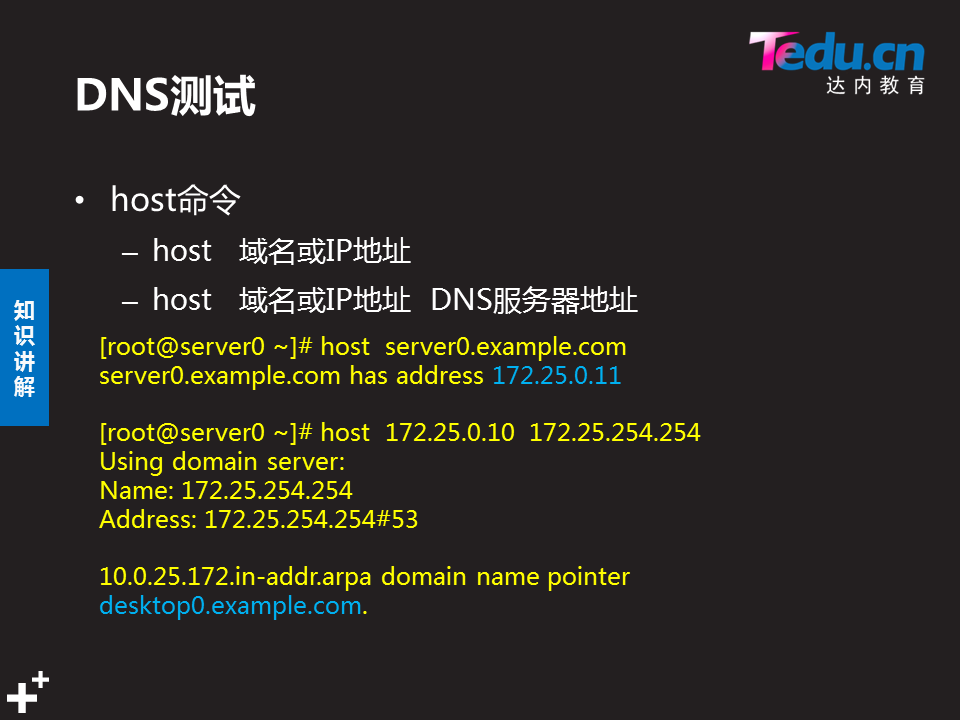 Tedu.cn
达内教育
DNS测试
• host命令
– host 域名或IP地址
– host 域名或IP地址 DNS服务器地址
知识讲解
[root@server0 ~]# host server0.example.com
server0.example.com has address 172.25.0.11
[root@server0 ~]# host 172.25.0.10 172.25.254.254
Using domain server:
Name: 172.25.254.254
Address: 172.25.254.254#53
10.0.25.172.in-addr.arpa domain name pointer
desktop0.example.com.